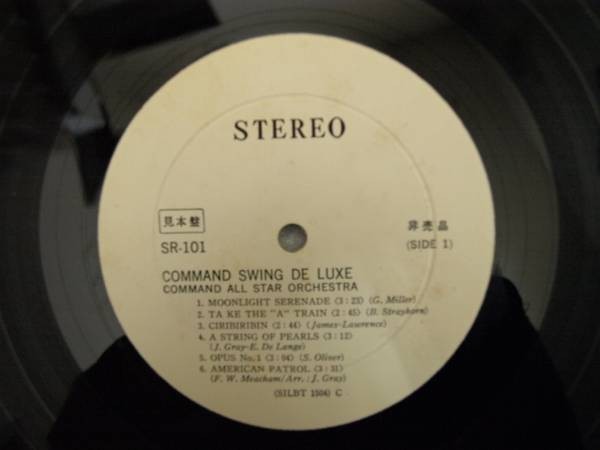 STEREO
見本盤 非売品
SR-101 (SIDE 1)
COMMAND SWING DE LUXE
COMMAND ALL STAR ORCHESTRA
1. MOONLIGHT SERENADE (3:23) (G. Miller)
2. TA KE THE "A" TRAIN (2:45) (B. Strayhorn)
3. CIRIBIRIBIN (2:44) (James-Lawrence)
4. A STRING OF PEARLS (3:12)
(J. Gray-E. De Lange)
5. OPUS No.1 (3:04) (S. Oliver)
6. AMERICAN PATROL (3:31)
(F. W. Meacham/Arr.: J. Gray)
(SILBT 1504) C